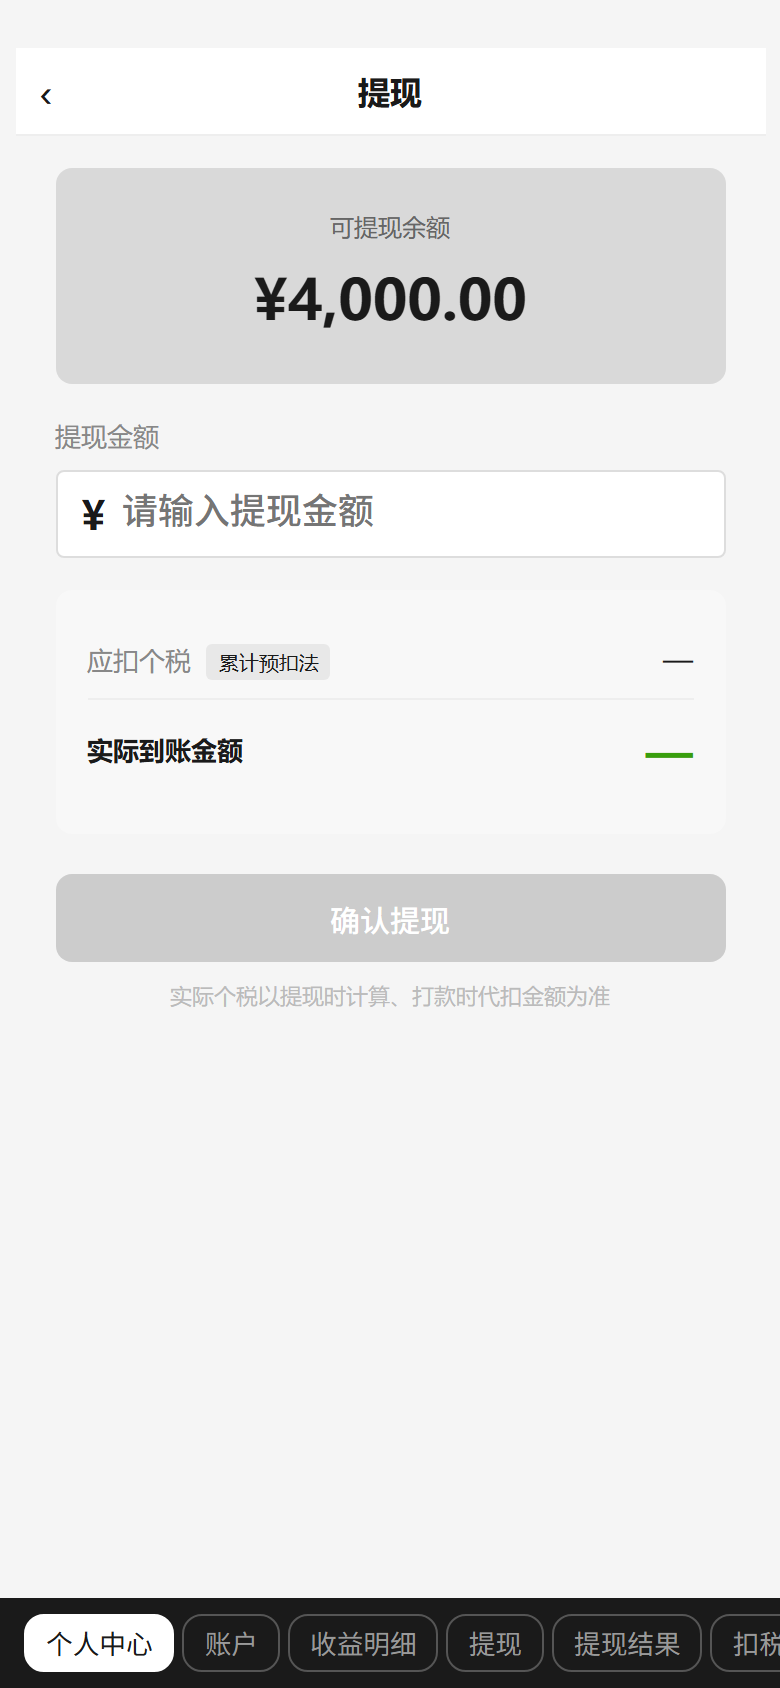 ‹
提现
可提现余额
¥4,000.00
提现金额
¥ 请输入提现金额
应扣个税 累计预扣法 —
实际到账金额 —
确认提现
实际个税以提现时计算、打款时代扣金额为准
个人中心 账户 收益明细 提现 提现结果 扣税